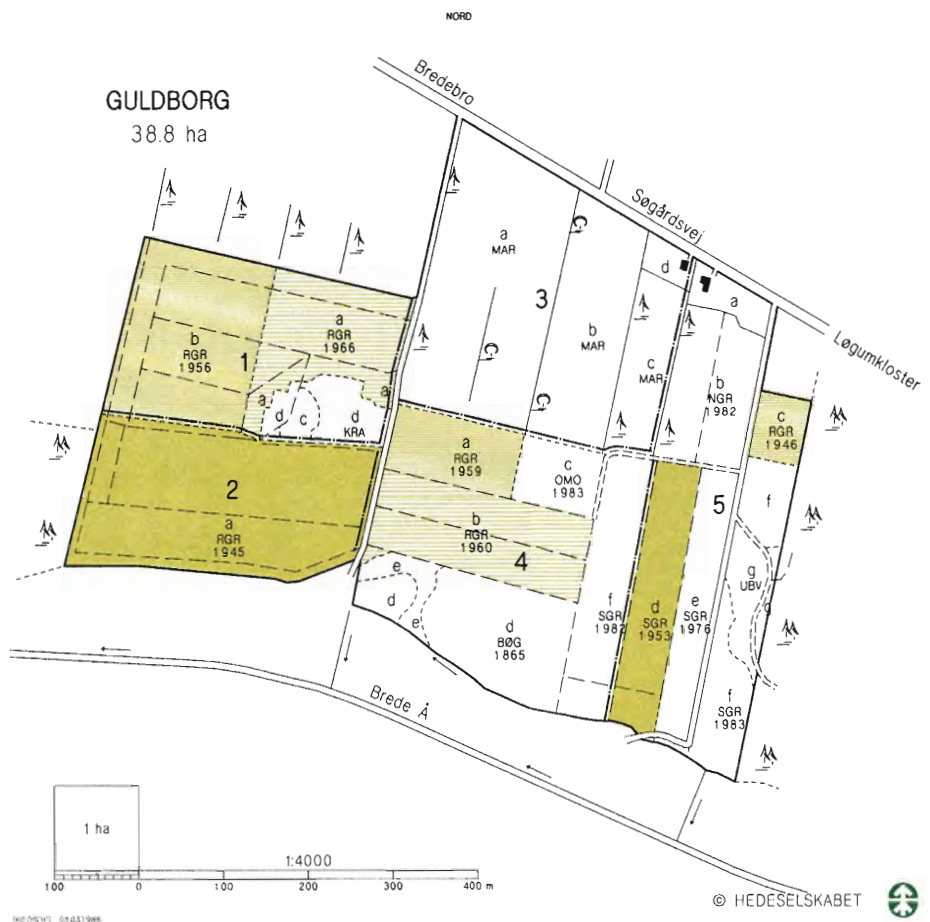 NORD
GULDBORG
38.8 ha
Bredebro
Søgårdsvej
Løgumkloster
a
MAR
3
b
MAR
c
MAR
d
a
b
NGR
1982
c
RGR
1946
b
RGR
1956
1
a
RGR
1966
a
a
d
c
d
KRA
2
a
RGR
1945
a
RGR
1959
c
OMO
1983
b
RGR
1960
4
5
f
e
d
e
d
BØG
1865
f
SGR
1982
d
SGR
1953
e
SGR
1976
g
UBV
g
f
SGR
1983
Brede Å
1 ha
1:4000
100 0 100 200 300 400 m
© HEDESELSKABET